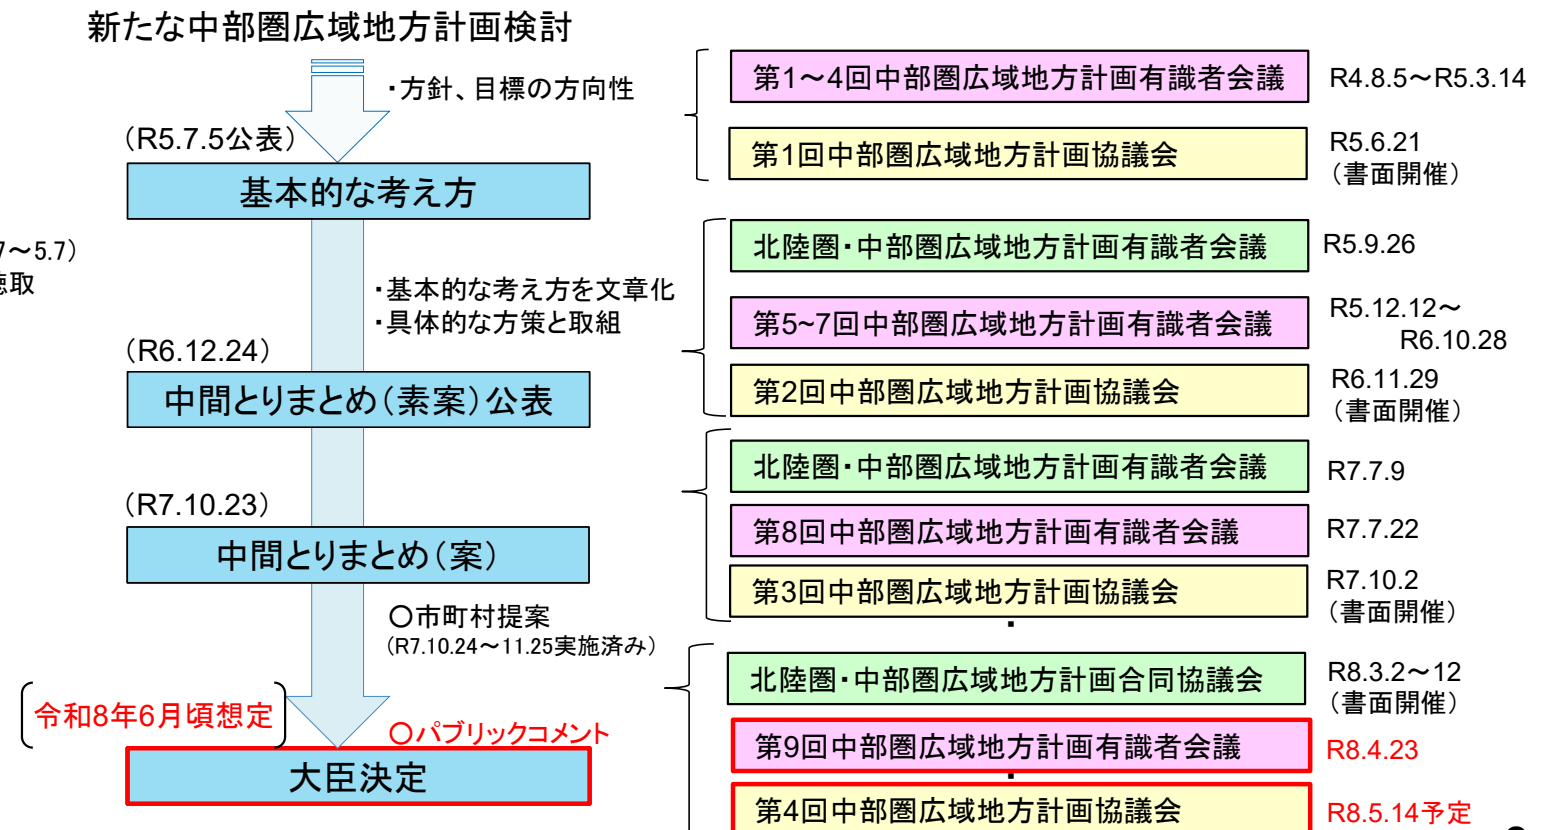 新たな中部圏広域地方計画検討
・方針、目標の方向性
(R5.7.5公表)
基本的な考え方
第1～4回中部圏広域地方計画有識者会議
R4.8.5～R5.3.14
第1回中部圏広域地方計画協議会
R5.6.21
(書面開催)
7～5.7)
取
・基本的な考え方を文章化
・具体的な方策と取組
(R6.12.24)
中間とりまとめ(素案)公表
北陸圏・中部圏広域地方計画有識者会議
R5.9.26
第5~7回中部圏広域地方計画有識者会議
R5.12.12～
R6.10.28
第2回中部圏広域地方計画協議会
R6.11.29
(書面開催)
(R7.10.23)
中間とりまとめ(案)
北陸圏・中部圏広域地方計画有識者会議
R7.7.9
第8回中部圏広域地方計画有識者会議
R7.7.22
第3回中部圏広域地方計画協議会
R7.10.2
(書面開催)
〇市町村提案
(R7.10.24～11.25実施済み)
令和8年6月頃想定
〇パブリックコメント
大臣決定
北陸圏・中部圏広域地方計画合同協議会
R8.3.2～12
(書面開催)
第9回中部圏広域地方計画有識者会議
R8.4.23
第4回中部圏広域地方計画協議会
R8.5.14予定